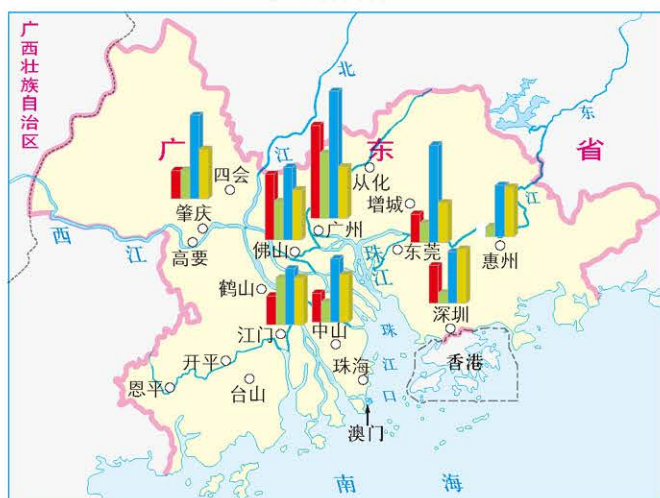 广西壮族自治区
北
江
东
江
广东省
四会
肇庆
高要
西江
从化
增城
广州
佛山
东莞
惠州
珠江
鹤山
江门
中山
深圳
珠江口
开平
珠海
香港
恩平
台山
澳门
南海